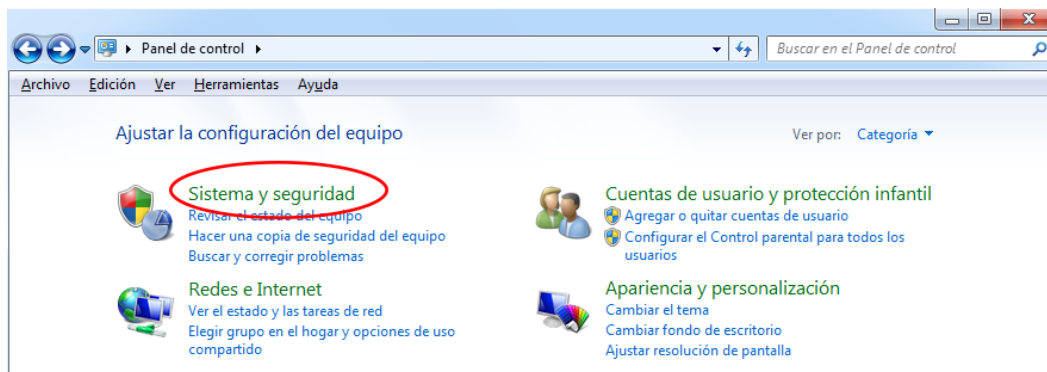 Panel de control
Buscar en el Panel de control
Archivo Edición Ver Herramientas Ayuda
Ajustar la configuración del equipo
Ver por: Categoría
Sistema y seguridad
Revisar el estado del equipo
Hacer una copia de seguridad del equipo
Buscar y corregir problemas
Redes e Internet
Ver el estado y las tareas de red
Elegir grupo en el hogar y opciones de uso
compartido
Cuentas de usuario y protección infantil
Agregar o quitar cuentas de usuario
Configurar el Control parental para todos los
usuarios
Apariencia y personalización
Cambiar el tema
Cambiar fondo de escritorio
Ajustar resolución de pantalla